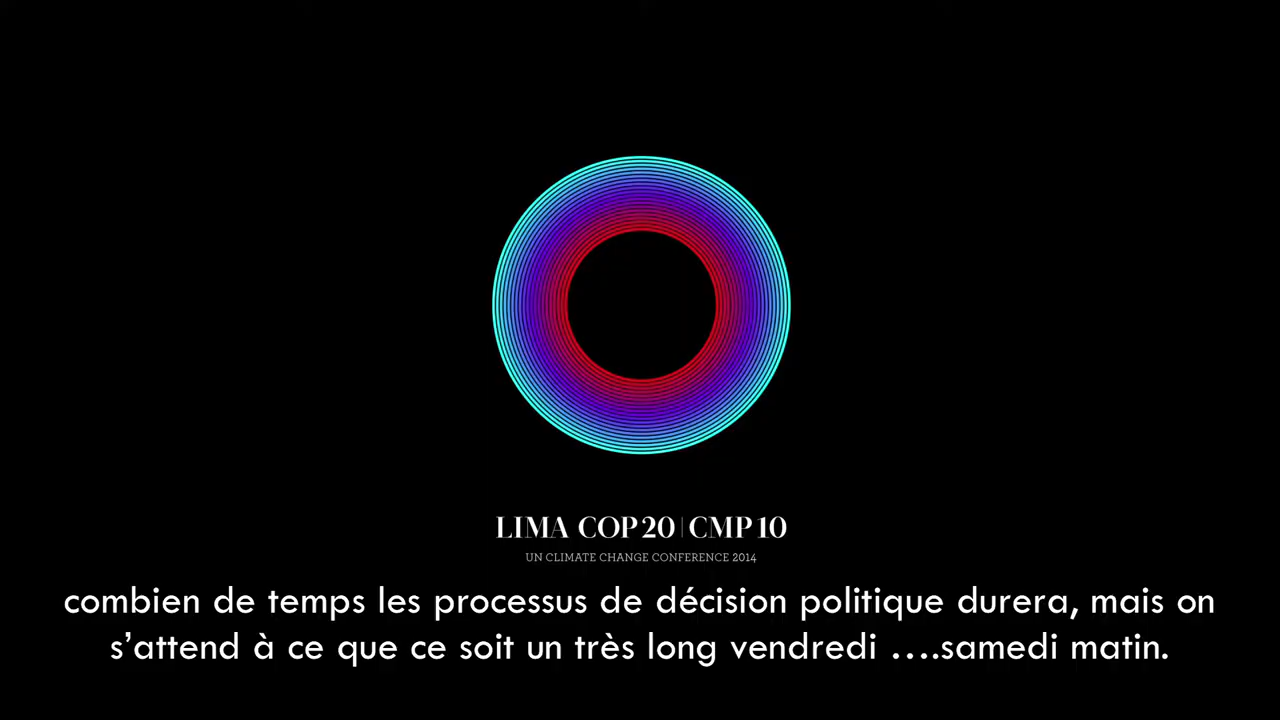 LIMA COP20 | CMP10
UN CLIMATE CHANGE CONFERENCE 2014
combien de temps les processus de décision politique durera, mais on
s’attend à ce que ce soit un très long vendredi ….samedi matin.